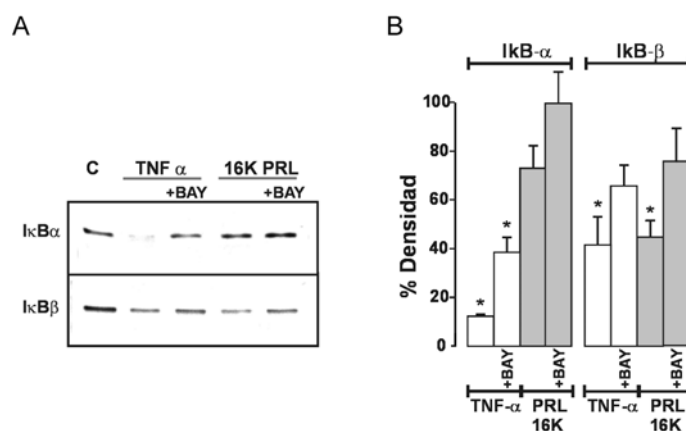 A
C
TNF α
16K PRL
+BAY
+BAY
IκBα
IκBβ
B
IkB-α
IkB-β
% Densidad
100
80
60
40
20
0
*
*
*
*
+BAY
+BAY
+BAY
+BAY
TNF-α
PRL
16K
TNF-α
PRL
16K